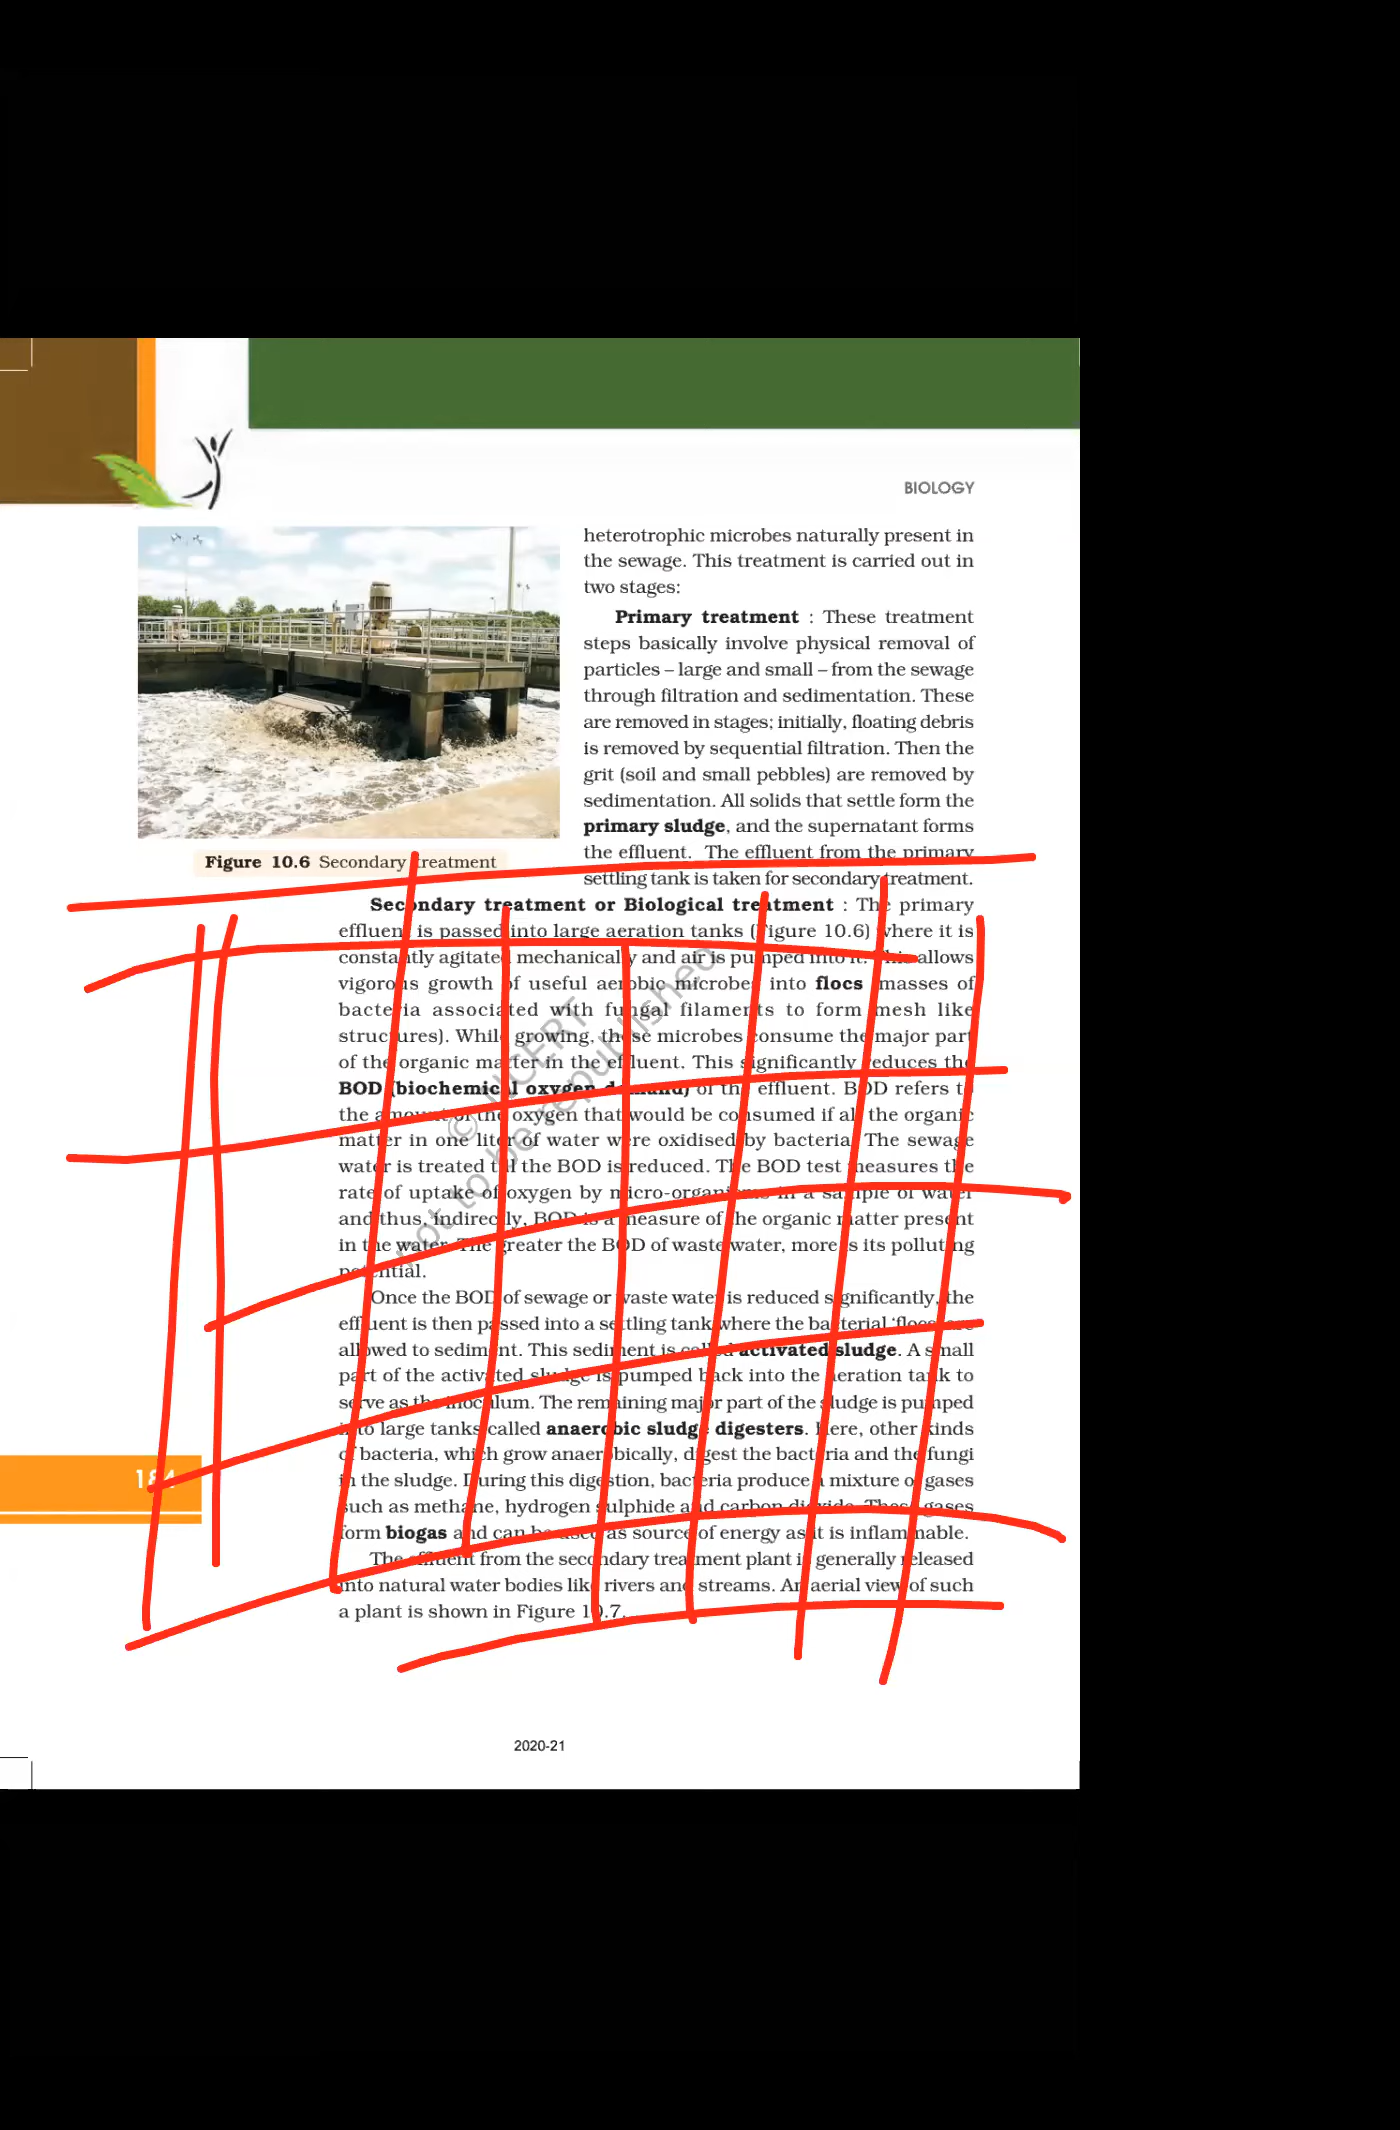 BIOLOGY
heterotrophic microbes naturally present in
the sewage. This treatment is carried out in
two stages:
Primary treatment : These treatment
steps basically involve physical removal of
particles – large and small – from the sewage
through filtration and sedimentation. These
are removed in stages; initially, floating debris
is removed by sequential filtration. Then the
grit (soil and small pebbles) are removed by
sedimentation. All solids that settle form the
primary sludge, and the supernatant forms
the effluent. The effluent from the primary
settling tank is taken for secondary treatment.
Figure 10.6 Secondary treatment
Secondary treatment or Biological treatment : The primary
effluent is passed into large aeration tanks (Figure 10.6) where it is
constantly agitated mechanically and air is pumped into it. This allows
vigorous growth of useful aerobic microbes into flocs (masses of
bacteria associated with fungal filaments to form mesh like
structures). While growing, these microbes consume the major part
of the organic matter in the effluent. This significantly reduces the
BOD (biochemical oxygen demand) of the effluent. BOD refers to
the amount of the oxygen that would be consumed if all the organic
matter in one liter of water were oxidised by bacteria. The sewage
water is treated till the BOD is reduced. The BOD test measures the
rate of uptake of oxygen by micro-organisms in a sample of water
and thus, indirectly, BOD is a measure of the organic matter present
in the water. The greater the BOD of waste water, more is its polluting
potential.
Once the BOD of sewage or waste water is reduced significantly, the
effluent is then passed into a settling tank where the bacterial 'flocs' are
allowed to sediment. This sediment is called activated sludge. A small
part of the activated sludge is pumped back into the aeration tank to
serve as the inoculum. The remaining major part of the sludge is pumped
into large tanks called anaerobic sludge digesters. Here, other kinds
of bacteria, which grow anaerobically, digest the bacteria and the fungi
in the sludge. During this digestion, bacteria produce a mixture of gases
such as methane, hydrogen sulphide and carbon dioxide. These gases
form biogas and can be used as source of energy as it is inflammable.
The effluent from the secondary treatment plant is generally released
into natural water bodies like rivers and streams. An aerial view of such
a plant is shown in Figure 10.7.
© NCERT
not to be republished
184
2020-21